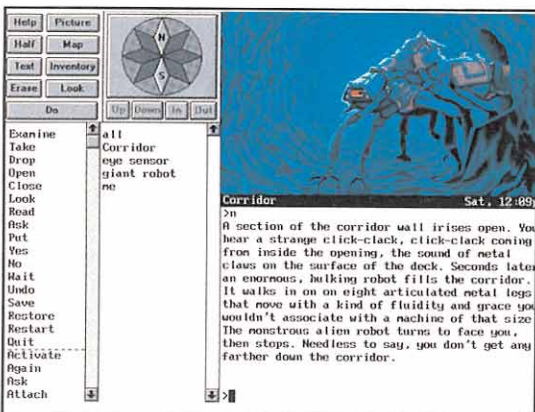 Help Picture
Half Map
Text Inventory
Erase Look
Do
N
S
Up Down In Out
Examine
Take
Drop
Open
Close
Look
Read
Ask
Put
Yes
No
Wait
Undo
Save
Restore
Restart
Quit
Activate
Again
Ask
Attach
all
Corridor
eye sensor
giant robot
me
Corridor Sat, 12:09
>n
A section of the corridor wall irises open. You
hear a strange click-clack, click-clack coming
from inside the opening, the sound of metal
claws on the surface of the deck. Seconds later
an enormous, hulking robot fills the corridor.
It walks in on on eight articulated metal legs
that move with a kind of fluidity and grace you
wouldn't associate with a machine of that size
The monstrous alien robot turns to face you,
then stops. Needless to say, you don't get any
farther down the corridor.
>